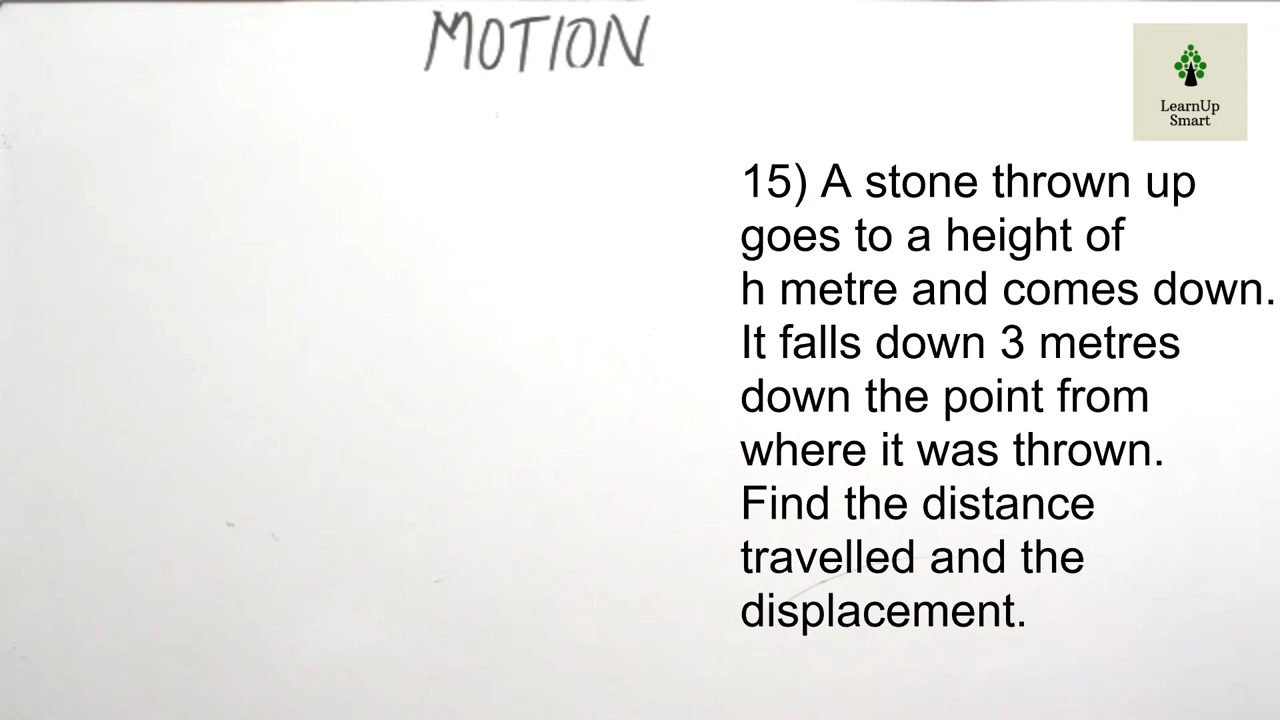 MOTION
LearnUp
Smart
15) A stone thrown up
goes to a height of
h metre and comes down.
It falls down 3 metres
down the point from
where it was thrown.
Find the distance
travelled and the
displacement.